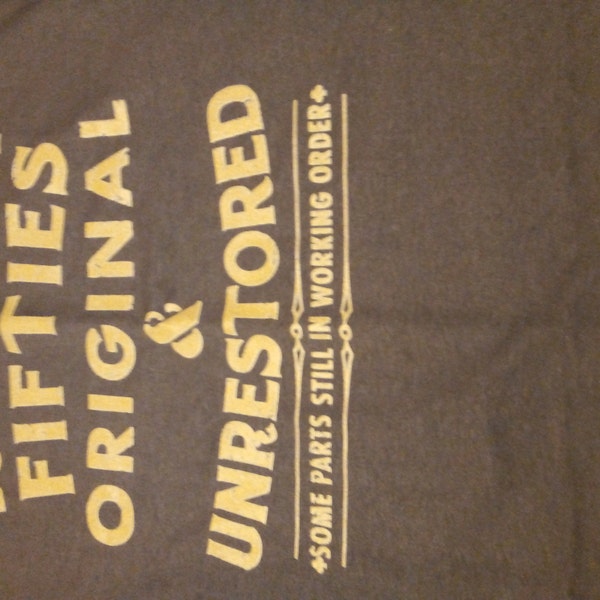 FIFTIES
ORIGINAL
&
UNRESTORED
SOME PARTS STILL IN WORKING ORDER